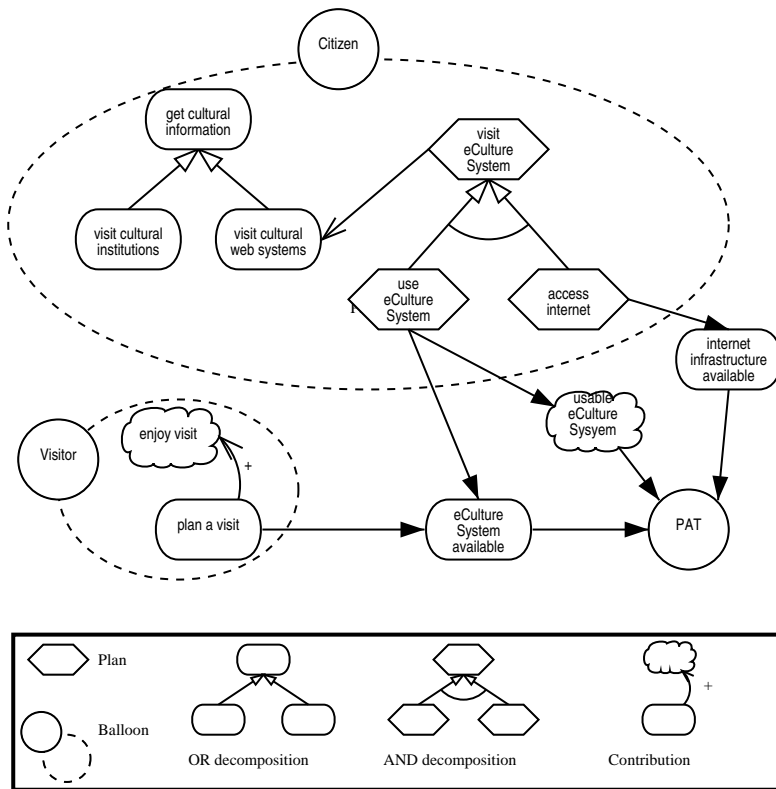 Citizen
get cultural
information
visit
eCulture
System
visit cultural
institutions
visit cultural
web systems
use
eCulture
System
access
internet
internet
infrastructure
available
usable
eCulture
Sysyem
enjoy visit
+
Visitor
plan a visit
eCulture
System
available
PAT
Plan
Balloon
OR decomposition
AND decomposition
+
Contribution